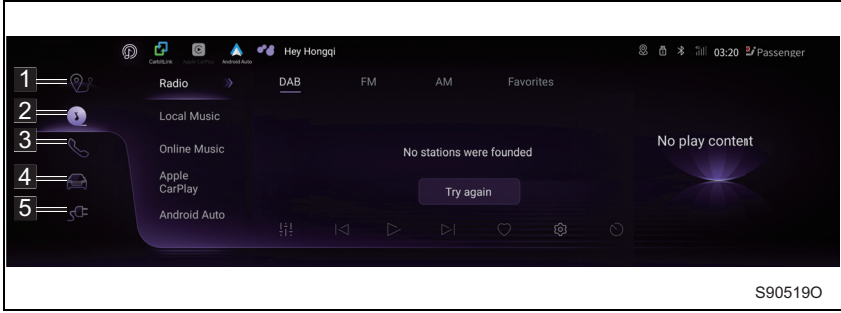 CarbitLink Apple CarPlay Android Auto Hey Hongqi 03:20 Passenger
1
2
3
4
5
Radio
Local Music
Online Music
Apple
CarPlay
Android Auto
DAB FM AM Favorites
No stations were founded
Try again
No play content
S90519O